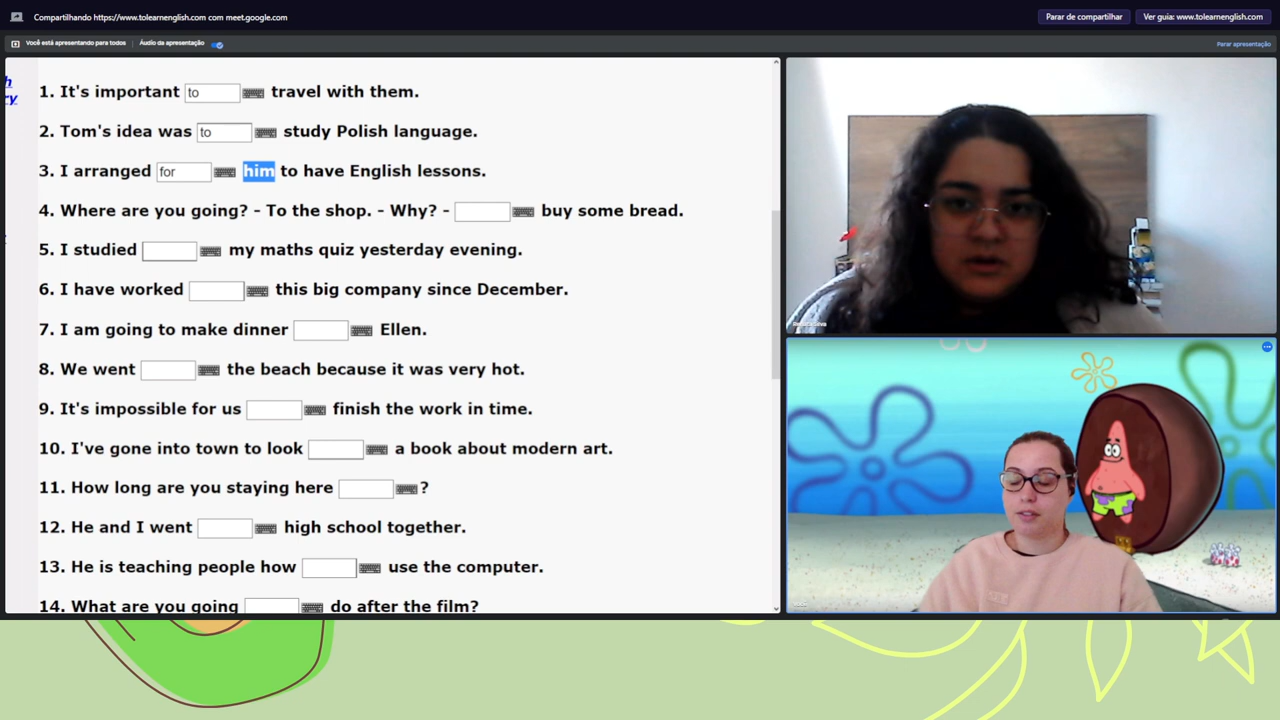 Compartilhando https://www.tolearnenglish.com com meet.google.com
Parar de compartilhar
Ver guia: www.tolearnenglish.com
Você está apresentando para todos
Áudio da apresentação
Parar apresentação
h
ry
1. It's important to travel with them.
2. Tom's idea was to study Polish language.
3. I arranged for him to have English lessons.
4. Where are you going? - To the shop. - Why? - buy some bread.
5. I studied my maths quiz yesterday evening.
6. I have worked this big company since December.
7. I am going to make dinner Ellen.
8. We went the beach because it was very hot.
9. It's impossible for us finish the work in time.
10. I've gone into town to look a book about modern art.
11. How long are you staying here ?
12. He and I went high school together.
13. He is teaching people how use the computer.
14. What are you going do after the film?